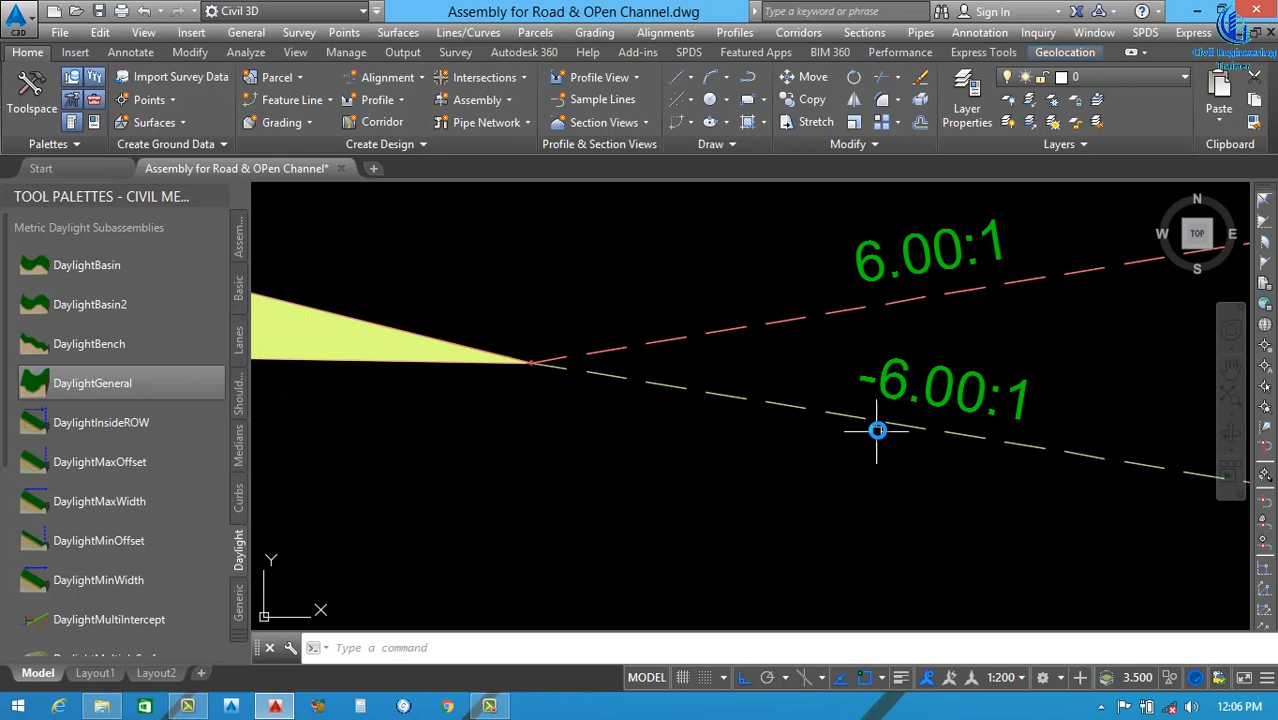 Civil 3D
Assembly for Road & OPen Channel.dwg
Type a keyword or phrase
Sign In
C3D
File Edit View Insert General Survey Points Surfaces Lines/Curves Parcels Grading Alignments Profiles Corridors Sections Pipes Annotation Inquiry Window SPDS Express
Home Insert Annotate Modify Analyze View Manage Output Survey Autodesk 360 Help Add-ins SPDS Featured Apps BIM 360 Performance Express Tools Geolocation
Civil Engineering
Trainer
Toolspace
Import Survey Data
Points
Surfaces
Parcel
Feature Line
Grading
Alignment
Profile
Corridor
Intersections
Assembly
Pipe Network
Profile View
Sample Lines
Section Views
Move
Copy
Stretch
Layer
Properties
0
Paste
Palettes Create Ground Data Create Design Profile & Section Views Draw Modify Layers Clipboard
Start Assembly for Road & OPen Channel*
TOOL PALETTES - CIVIL ME...
Metric Daylight Subassemblies
DaylightBasin
DaylightBasin2
DaylightBench
DaylightGeneral
DaylightInsideROW
DaylightMaxOffset
DaylightMaxWidth
DaylightMinOffset
DaylightMinWidth
DaylightMultiIntercept
Assem...
Basic
Lanes
Should...
Medians
Curbs
Daylight
Generic
6.00:1
-6.00:1
N
W TOP E
S
Y
X
Type a command
Model Layout1 Layout2
MODEL 1:200 3.500
12:06 PM